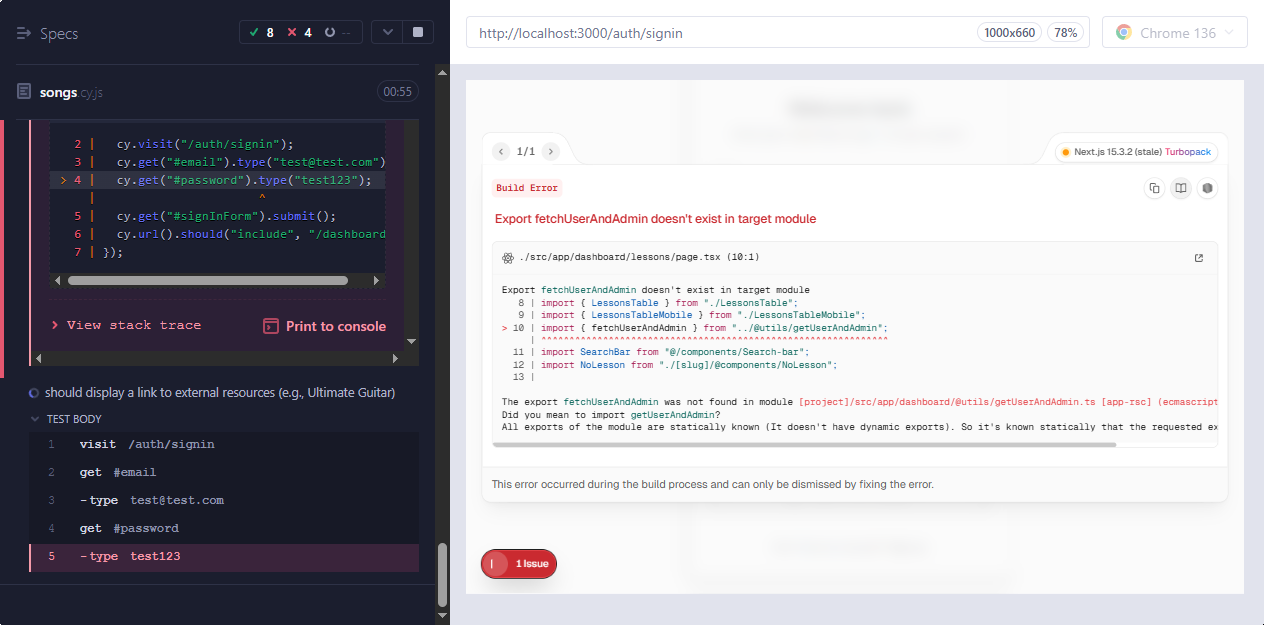 Specs
8 4 --
songs.cy.js
00:55
2 | cy.visit("/auth/signin");
3 | cy.get("#email").type("test@test.com")
> 4 | cy.get("#password").type("test123");
| ^
5 | cy.get("#signInForm").submit();
6 | cy.url().should("include", "/dashboard
7 | });
> View stack trace
Print to console
should display a link to external resources (e.g., Ultimate Guitar)
TEST BODY
1 visit /auth/signin
2 get #email
3 -type test@test.com
4 get #password
5 -type test123
http://localhost:3000/auth/signin
1000x660
78%
Chrome 136
1/1
Next.js 15.3.2 (stale) Turbopack
Build Error
Export fetchUserAndAdmin doesn't exist in target module
./src/app/dashboard/lessons/page.tsx (10:1)
Export fetchUserAndAdmin doesn't exist in target module
8 | import { LessonsTable } from "./LessonsTable";
9 | import { LessonsTableMobile } from "./LessonsTableMobile";
> 10 | import { fetchUserAndAdmin } from "../@utils/getUserAndAdmin";
| ^^^^^^^^^^^^^^^^^^^^^^^^^^^^^^^^^^^^^^^^^^^^^^^^^^^^^^^^^^^^^^
11 | import SearchBar from "@/components/Search-bar";
12 | import NoLesson from "./[slug]/@components/NoLesson";
13 |
The export fetchUserAndAdmin was not found in module [project]/src/app/dashboard/@utils/getUserAndAdmin.ts [app-rsc] (ecmascript
Did you mean to import getUserAndAdmin?
All exports of the module are statically known (It doesn't have dynamic exports). So it's known statically that the requested ex
This error occurred during the build process and can only be dismissed by fixing the error.
1 Issue